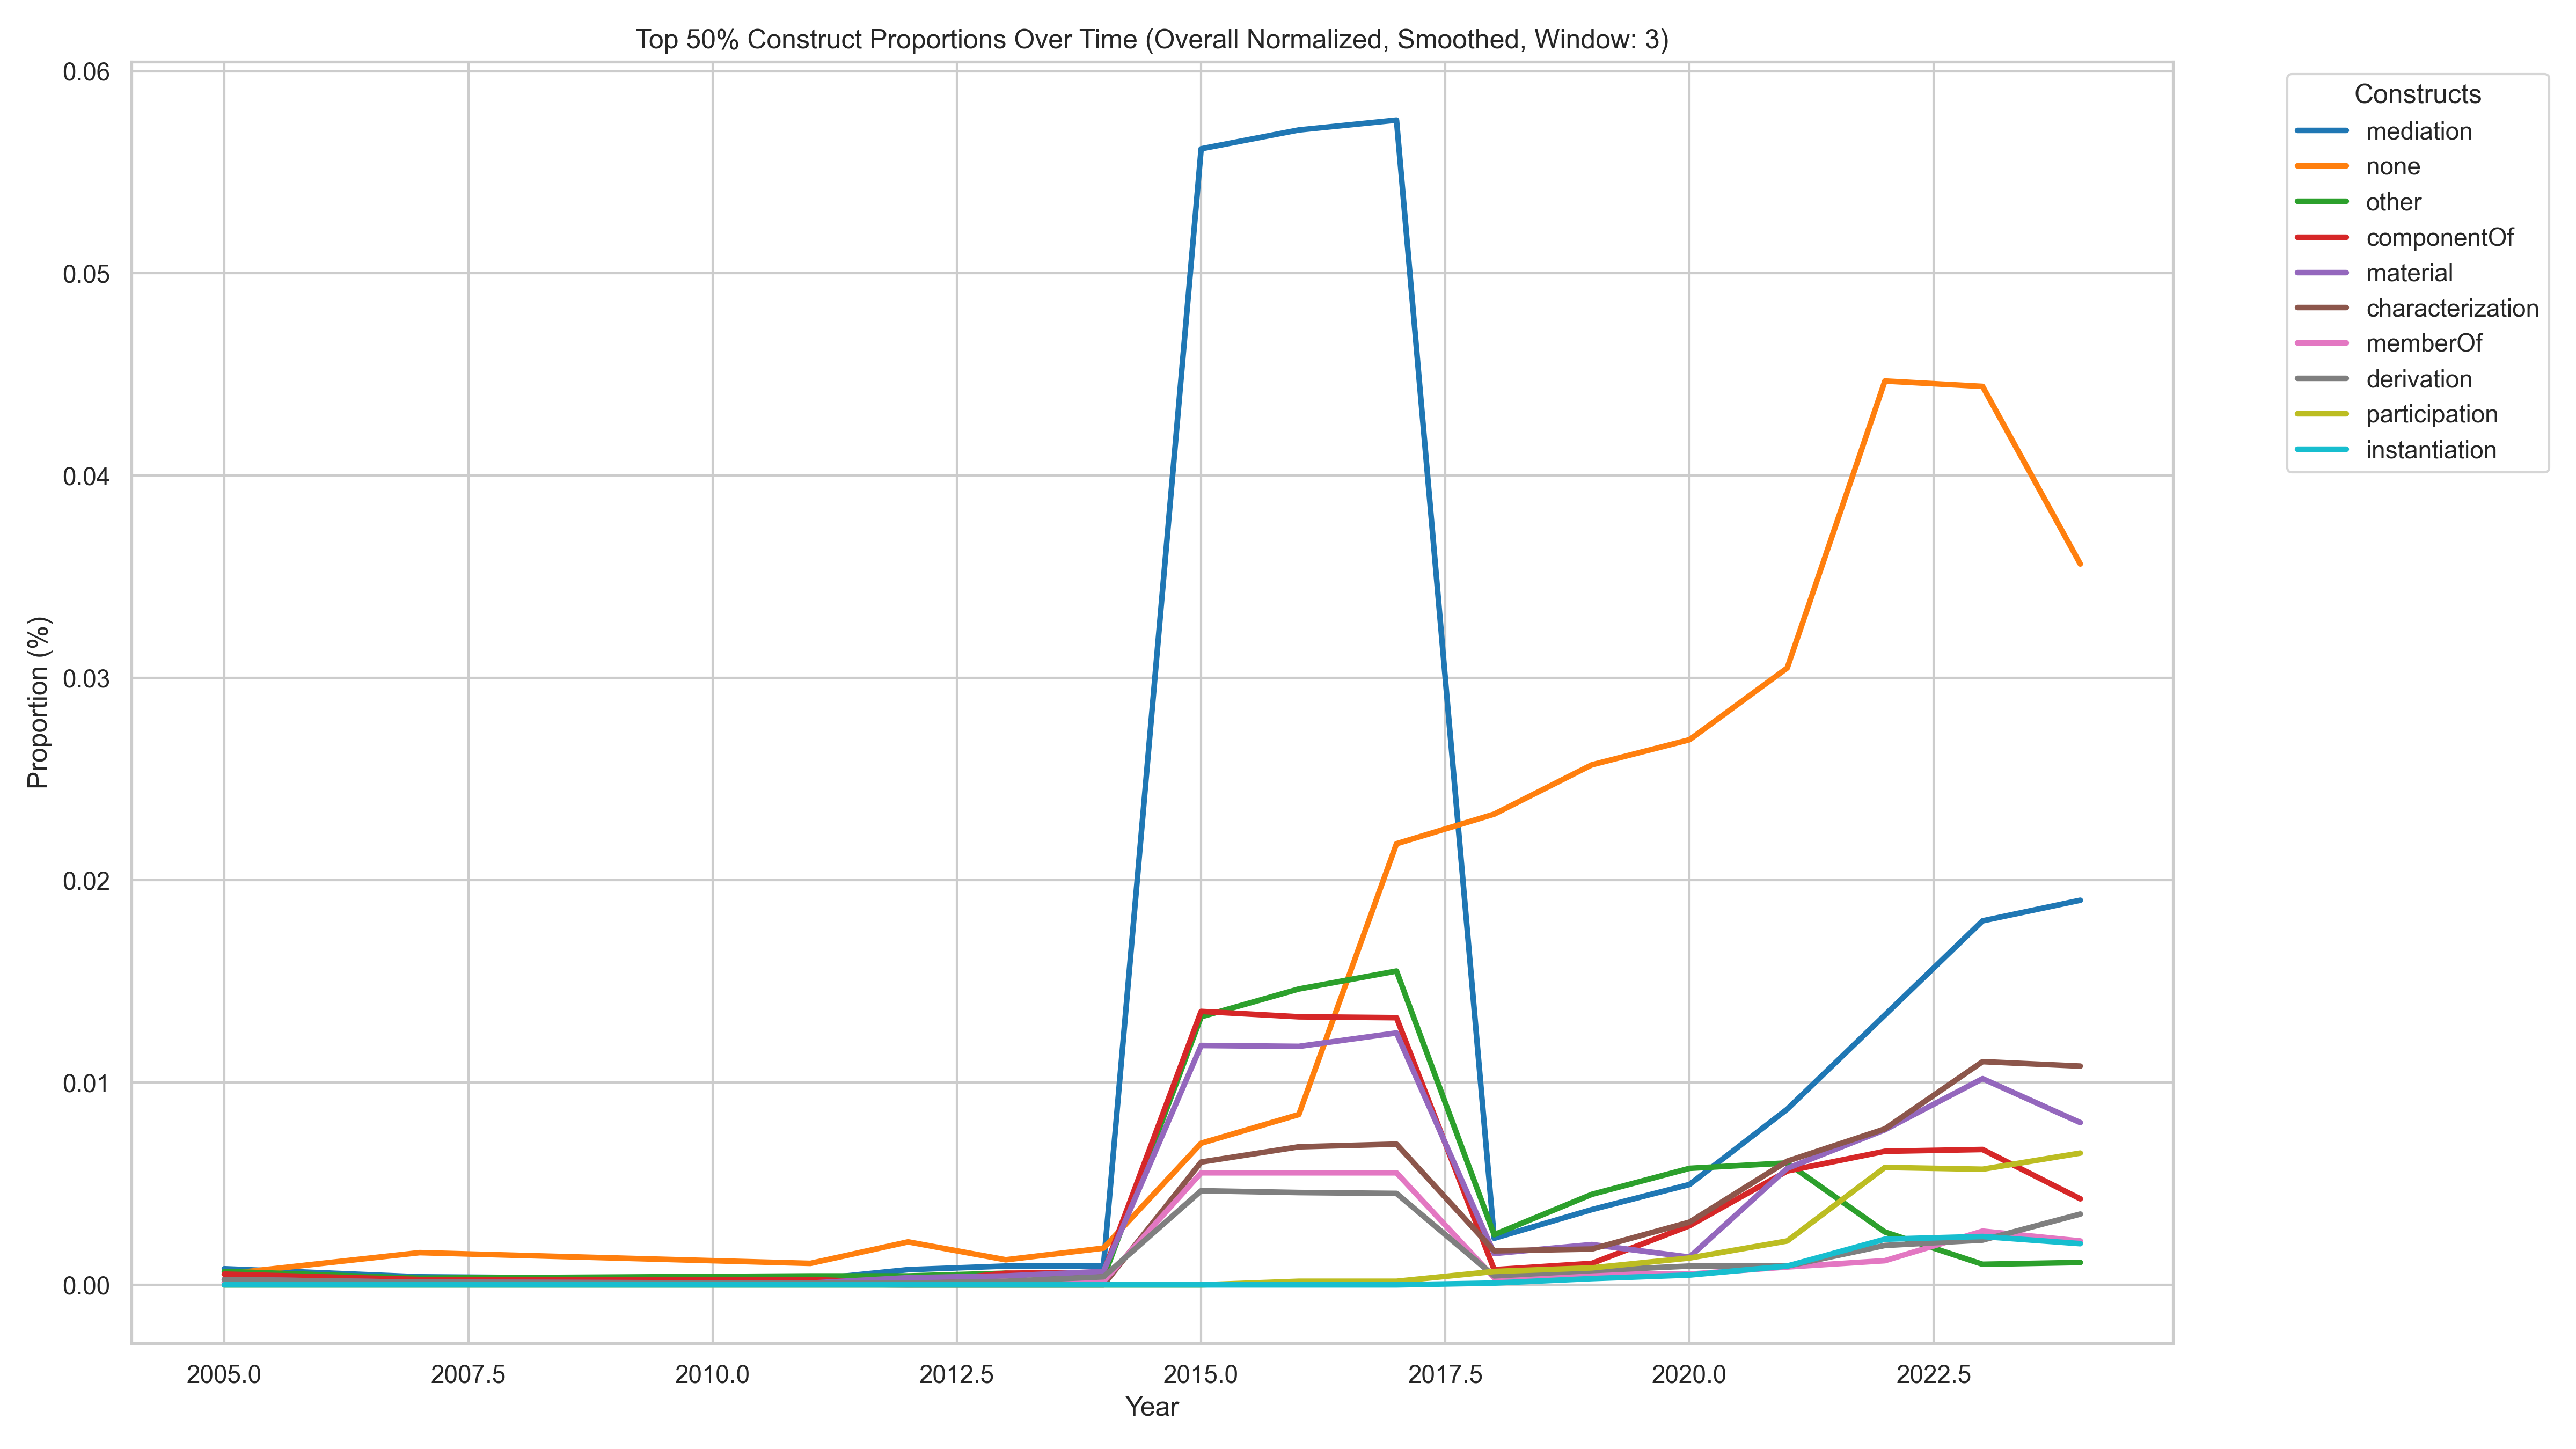 Top 50% Construct Proportions Over Time (Overall Normalized, Smoothed, Window: 3)
0.06
0.05
0.04
0.03
0.02
0.01
0.00
Proportion (%)
2005.0 2007.5 2010.0 2012.5 2015.0 2017.5 2020.0 2022.5
Year
Constructs
mediation
none
other
componentOf
material
characterization
memberOf
derivation
participation
instantiation